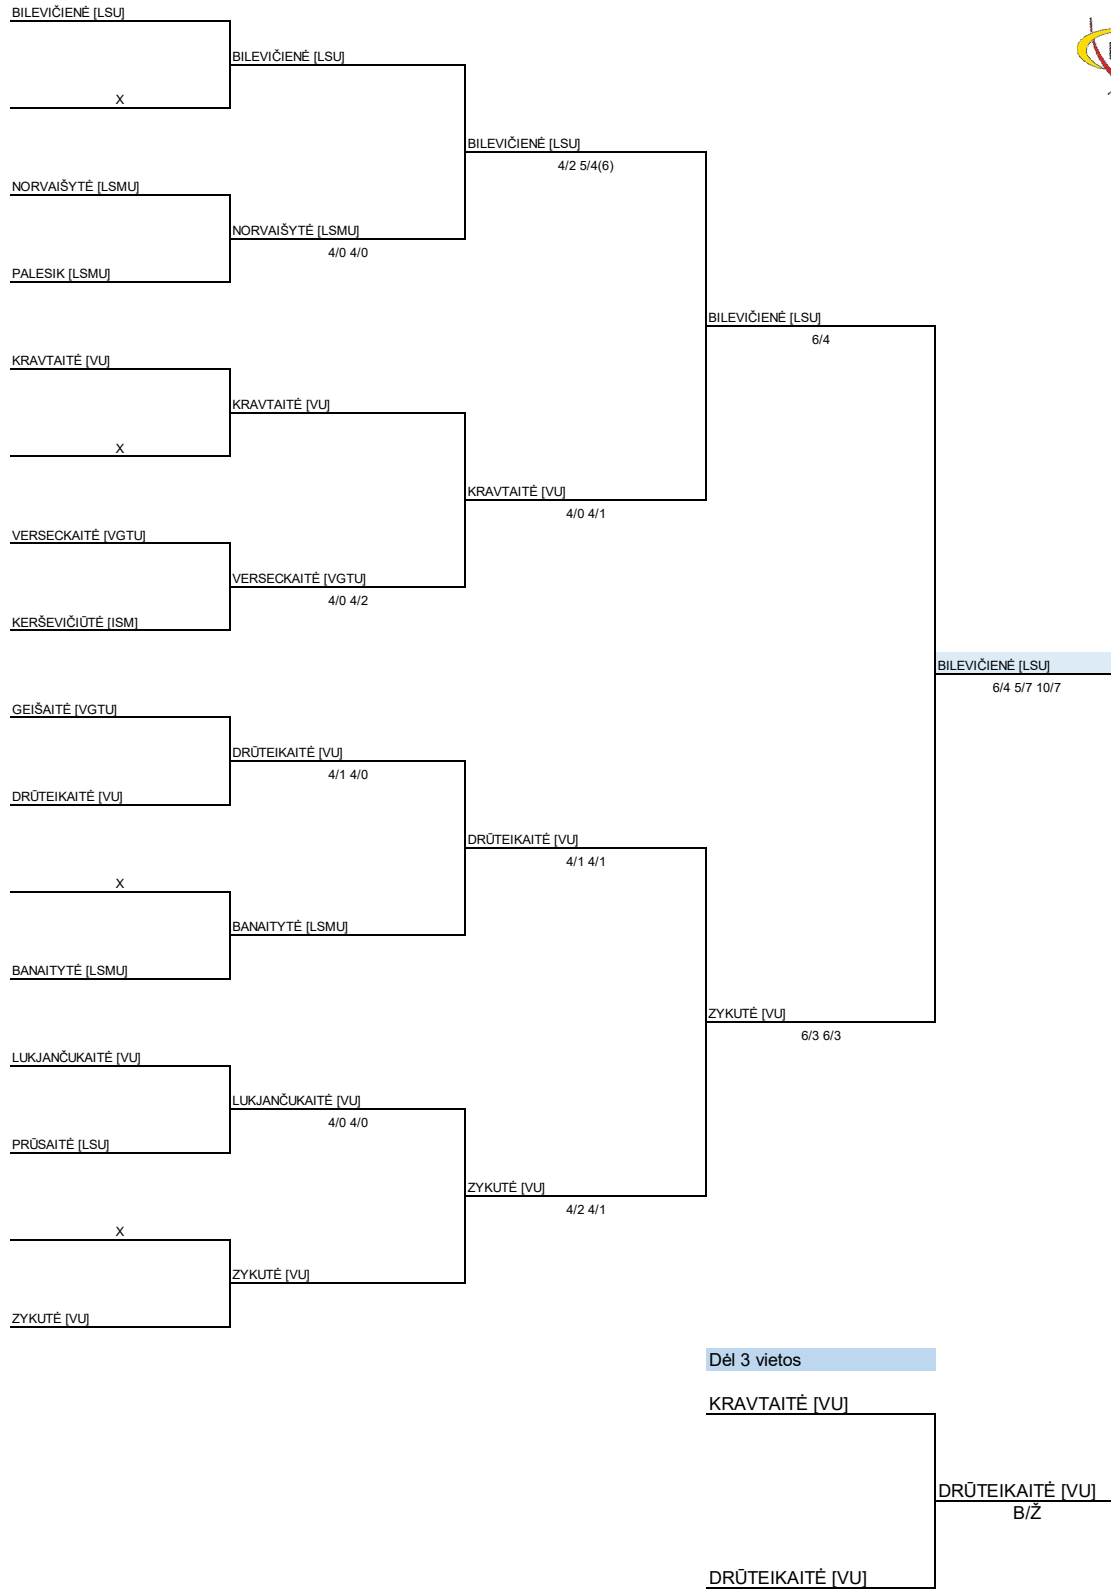 BILEVIČIENĖ [LSU]
BILEVIČIENĖ [LSU]
X
BILEVIČIENĖ [LSU]
4/2 5/4(6)
NORVAIŠYTĖ [LSMU]
NORVAIŠYTĖ [LSMU]
4/0 4/0
PALESIK [LSMU]
BILEVIČIENĖ [LSU]
6/4
KRAVTAITĖ [VU]
KRAVTAITĖ [VU]
X
KRAVTAITĖ [VU]
4/0 4/1
VERSECKAITĖ [VGTU]
VERSECKAITĖ [VGTU]
4/0 4/2
KERŠEVIČIŪTĖ [ISM]
BILEVIČIENĖ [LSU]
6/4 5/7 10/7
GEIŠAITĖ [VGTU]
DRŪTEIKAITĖ [VU]
4/1 4/0
DRŪTEIKAITĖ [VU]
DRŪTEIKAITĖ [VU]
4/1 4/1
X
BANAITYTĖ [LSMU]
BANAITYTĖ [LSMU]
ZYKUTĖ [VU]
6/3 6/3
LUKJANČUKAITĖ [VU]
LUKJANČUKAITĖ [VU]
4/0 4/0
PRŪSAITĖ [LSU]
ZYKUTĖ [VU]
4/2 4/1
X
ZYKUTĖ [VU]
ZYKUTĖ [VU]
Dėl 3 vietos
KRAVTAITĖ [VU]
DRŪTEIKAITĖ [VU]
B/Ž
DRŪTEIKAITĖ [VU]